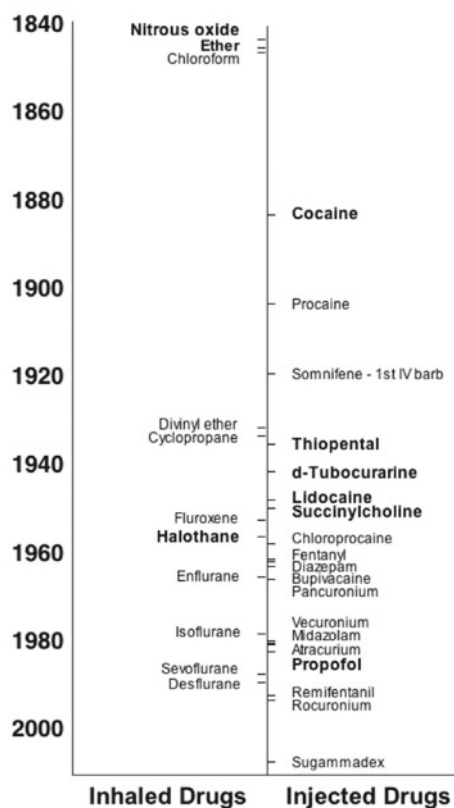 1840
Nitrous oxide
Ether
Chloroform
1860
1880
Cocaine
1900
Procaine
1920
Somnifene - 1st IV barb
Divinyl ether
Cyclopropane
Thiopental
1940
d-Tubocurarine
Lidocaine
Succinylcholine
Fluroxene
Halothane
Chloroprocaine
1960
Fentanyl
Diazepam
Enflurane
Bupivacaine
Pancuronium
Vecuronium
Isoflurane
Midazolam
1980
Atracurium
Propofol
Sevoflurane
Desflurane
Remifentanil
Rocuronium
2000
Sugammadex
Inhaled Drugs
Injected Drugs